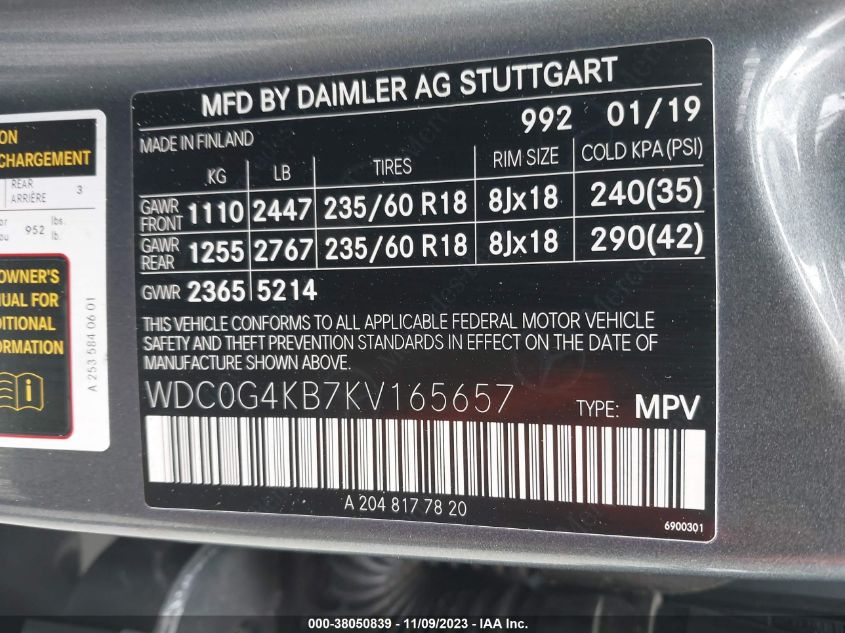 MFD BY DAIMLER AG STUTTGART
992 01/19
MADE IN FINLAND
KG LB TIRES RIM SIZE COLD KPA(PSI)
GAWR FRONT 1110 2447 235/60 R18 8Jx18 240(35)
GAWR REAR 1255 2767 235/60 R18 8Jx18 290(42)
GVWR 2365 5214
THIS VEHICLE CONFORMS TO ALL APPLICABLE FEDERAL MOTOR VEHICLE
SAFETY AND THEFT PREVENTION STANDARDS IN EFFECT ON THE DATE OF
MANUFACTURE SHOWN ABOVE.
WDC0G4KB7KV165657 TYPE: MPV
A 204 817 78 20
6900301
CHARGEMENT
REAR
ARRIÈRE 3
952 lbs.
lb.
OWNER'S
FOR
A 253 584 06 01
i
000-38050839 - 11/09/2023 - IAA Inc.